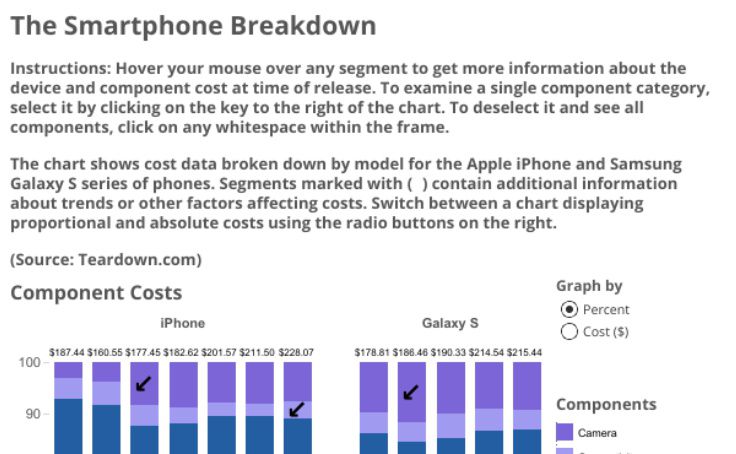 The Smartphone Breakdown
Instructions: Hover your mouse over any segment to get more information about the
device and component cost at time of release. To examine a single component category,
select it by clicking on the key to the right of the chart. To deselect it and see all
components, click on any whitespace within the frame.
The chart shows cost data broken down by model for the Apple iPhone and Samsung
Galaxy S series of phones. Segments marked with ( ) contain additional information
about trends or other factors affecting costs. Switch between a chart displaying
proportional and absolute costs using the radio buttons on the right.
(Source: Teardown.com)
Component Costs
Graph by
Percent
Cost ($)
iPhone
Galaxy S
$187.44 $160.55 $177.45 $182.62 $201.57 $211.50 $228.07
$178.81 $186.46 $190.33 $214.54 $215.44
100
90
Components
Camera